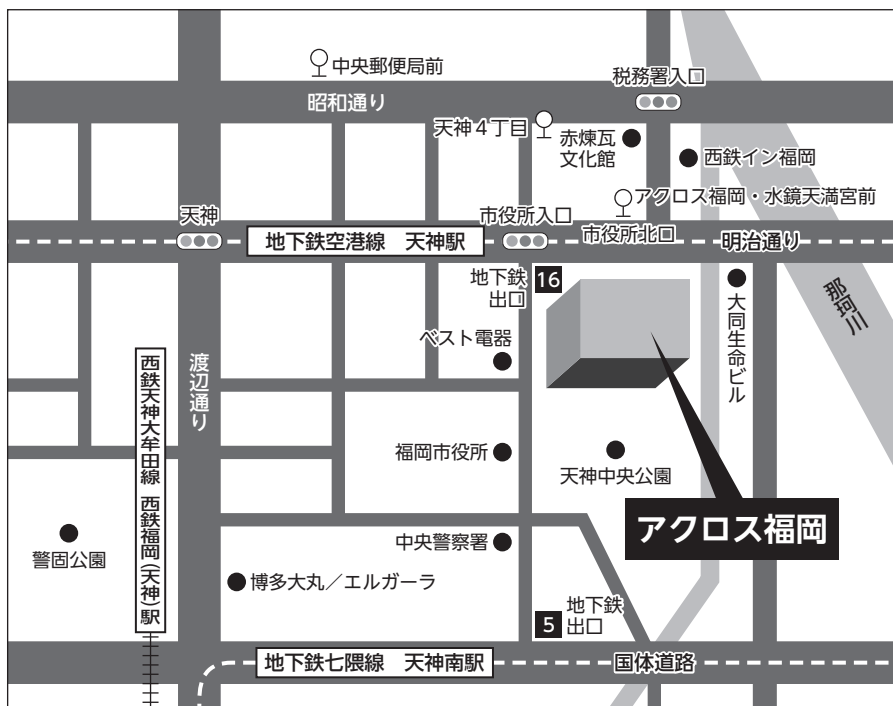 中央郵便局前
税務署入口
昭和通り
天神4丁目
赤煉瓦
文化館
西鉄イン福岡
アクロス福岡・水鏡天満宮前
天神
市役所入口
市役所北口
地下鉄空港線　天神駅
明治通り
地下鉄
出口
16
大同生命ビル
那珂川
ベスト電器
渡辺通り
西鉄天神大牟田線　西鉄福岡(天神)駅
福岡市役所
天神中央公園
アクロス福岡
警固公園
中央警察署
博多大丸／エルガーラ
5
地下鉄
出口
地下鉄七隈線　天神南駅
国体道路